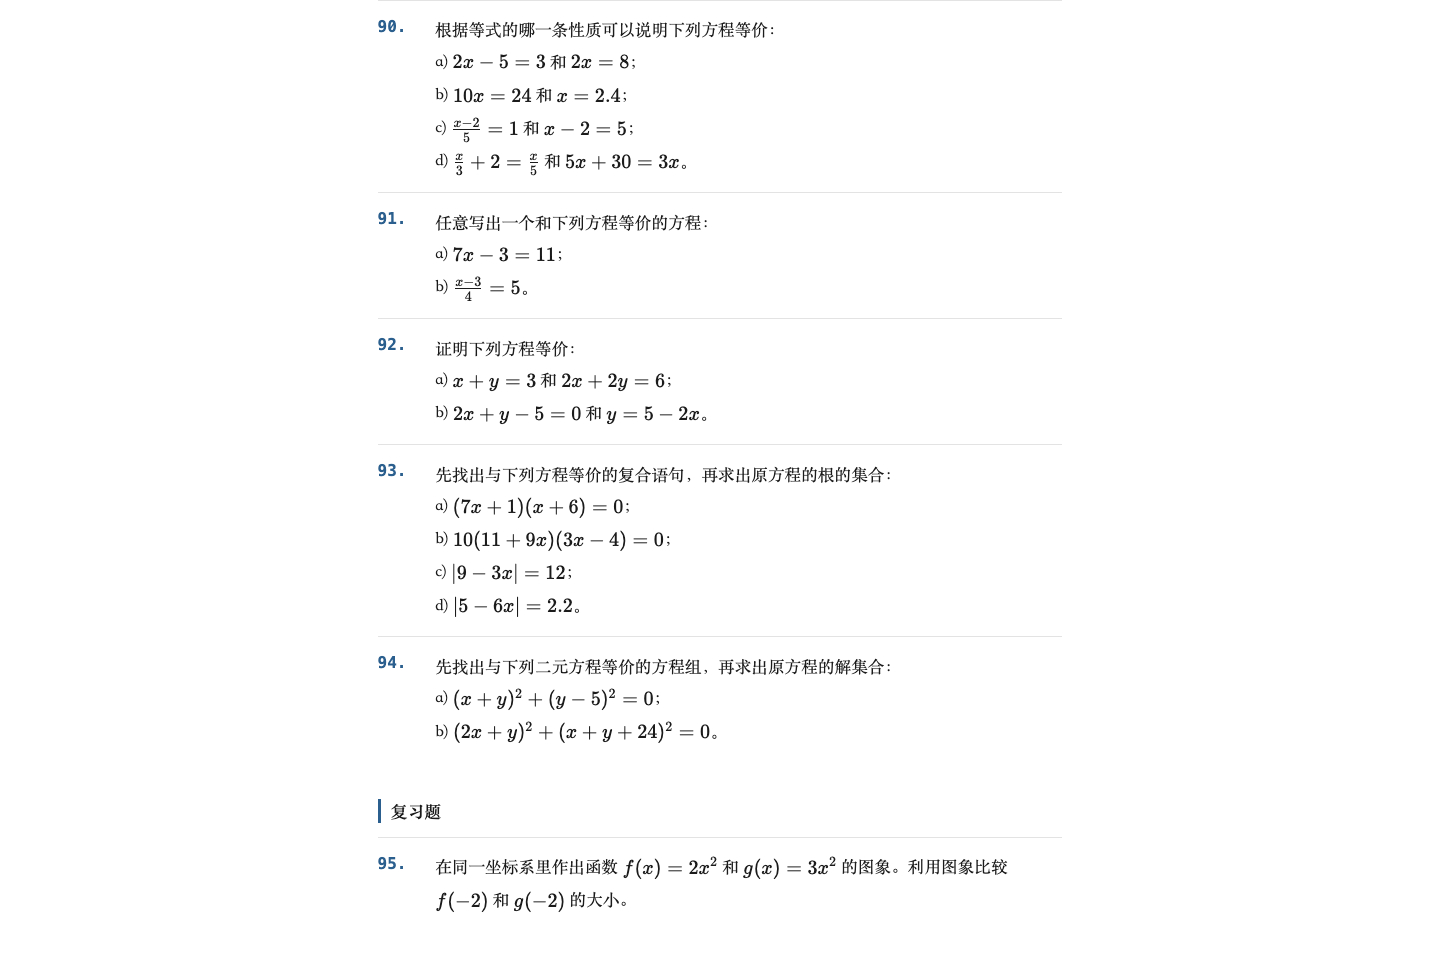 90. 根据等式的哪一条性质可以说明下列方程等价：
a) 2x − 5 = 3 和 2x = 8；
b) 10x = 24 和 x = 2.4；
c) \frac{x−2}{5} = 1 和 x − 2 = 5；
d) \frac{x}{3} + 2 = \frac{x}{5} 和 5x + 30 = 3x。
91. 任意写出一个和下列方程等价的方程：
a) 7x − 3 = 11；
b) \frac{x−3}{4} = 5。
92. 证明下列方程等价：
a) x + y = 3 和 2x + 2y = 6；
b) 2x + y − 5 = 0 和 y = 5 − 2x。
93. 先找出与下列方程等价的复合语句，再求出原方程的根的集合：
a) (7x + 1)(x + 6) = 0；
b) 10(11 + 9x)(3x − 4) = 0；
c) |9 − 3x| = 12；
d) |5 − 6x| = 2.2。
94. 先找出与下列二元方程等价的方程组，再求出原方程的解集合：
a) (x + y)² + (y − 5)² = 0；
b) (2x + y)² + (x + y + 24)² = 0。
复习题
95. 在同一坐标系里作出函数 f(x) = 2x² 和 g(x) = 3x² 的图象。利用图象比较
f(−2) 和 g(−2) 的大小。